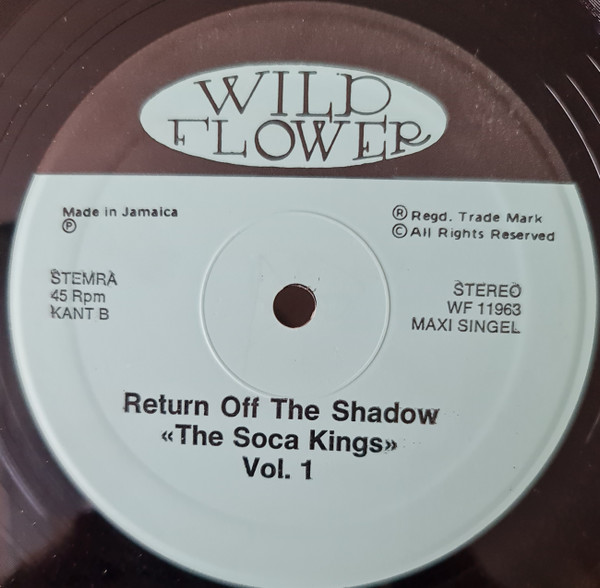 WILD
FLOWER
Made in Jamaica
Ⓟ
Ⓡ Regd. Trade Mark
Ⓒ All Rights Reserved
STEMRA
45 Rpm
KANT B
STEREO
WF 11963
MAXI SINGEL
Return Off The Shadow
«The Soca Kings»
Vol. 1